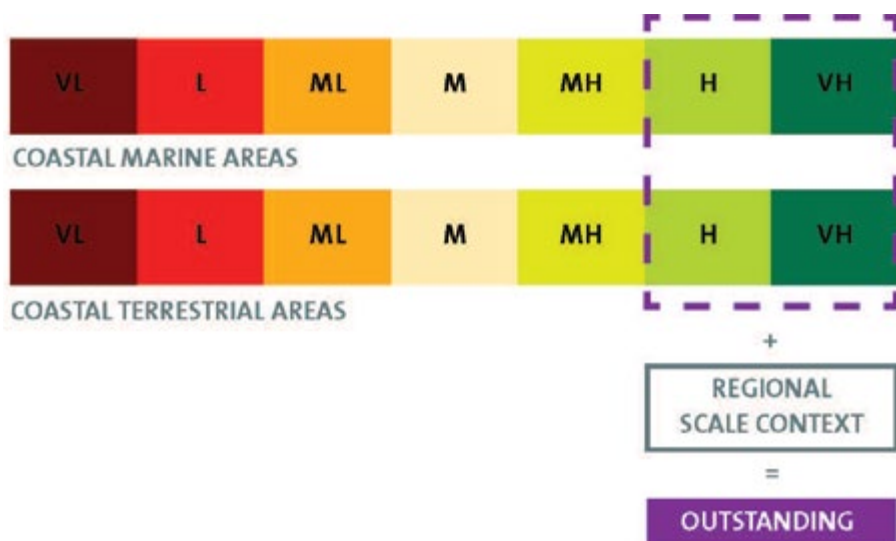 VL L ML M MH H VH
COASTAL MARINE AREAS
VL L ML M MH H VH
COASTAL TERRESTRIAL AREAS
+
REGIONAL
SCALE CONTEXT
=
OUTSTANDING